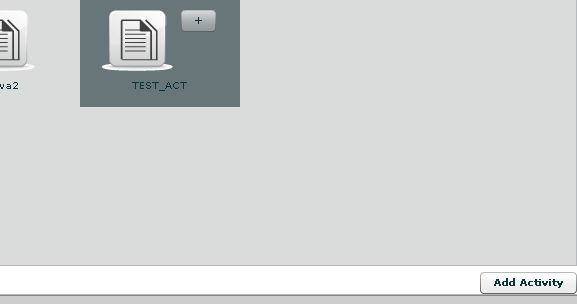 va2
+
TEST_ACT
Add Activity